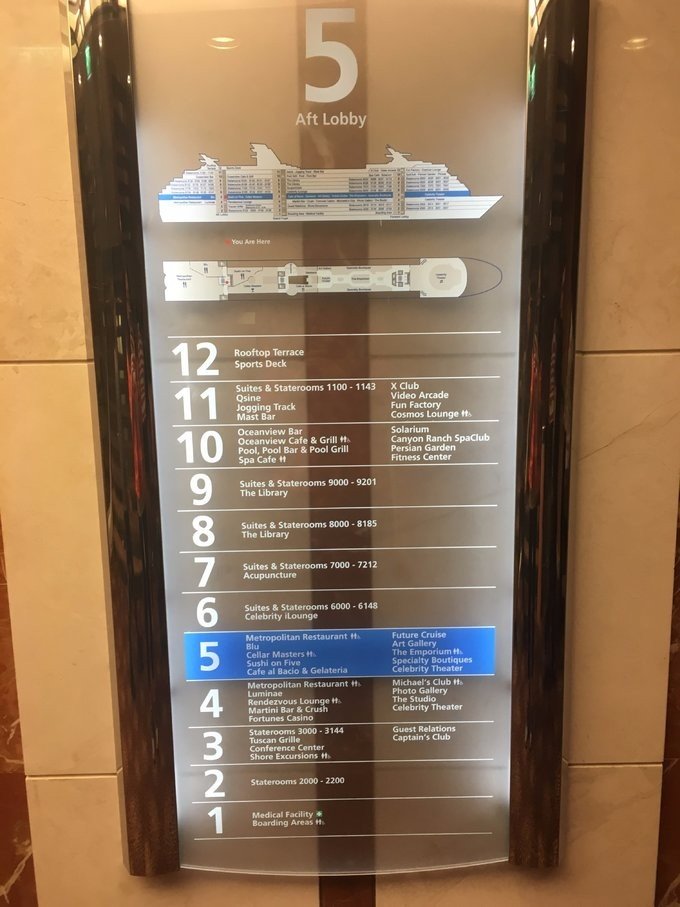 5
Aft Lobby
You Are Here
12
Rooftop Terrace
Sports Deck
11
Suites & Staterooms 1100 - 1143
Qsine
Jogging Track
Mast Bar
X Club
Video Arcade
Fun Factory
Cosmos Lounge
10
Oceanview Bar
Oceanview Cafe & Grill
Pool, Pool Bar & Pool Grill
Spa Cafe
Solarium
Canyon Ranch SpaClub
Persian Garden
Fitness Center
9
Suites & Staterooms 9000 - 9201
The Library
8
Suites & Staterooms 8000 - 8185
The Library
7
Suites & Staterooms 7000 - 7212
Acupuncture
6
Suites & Staterooms 6000 - 6148
Celebrity iLounge
5
Metropolitan Restaurant
Blu
Cellar Masters
Sushi on Five
Cafe al Bacio & Gelateria
Future Cruise
Art Gallery
The Emporium
Specialty Boutiques
Celebrity Theater
4
Metropolitan Restaurant
Luminae
Rendezvous Lounge
Martini Bar & Crush
Fortunes Casino
Michael's Club
Photo Gallery
The Studio
Celebrity Theater
3
Staterooms 3000 - 3144
Tuscan Grille
Conference Center
Shore Excursions
Guest Relations
Captain's Club
2
Staterooms 2000 - 2200
1
Medical Facility
Boarding Areas